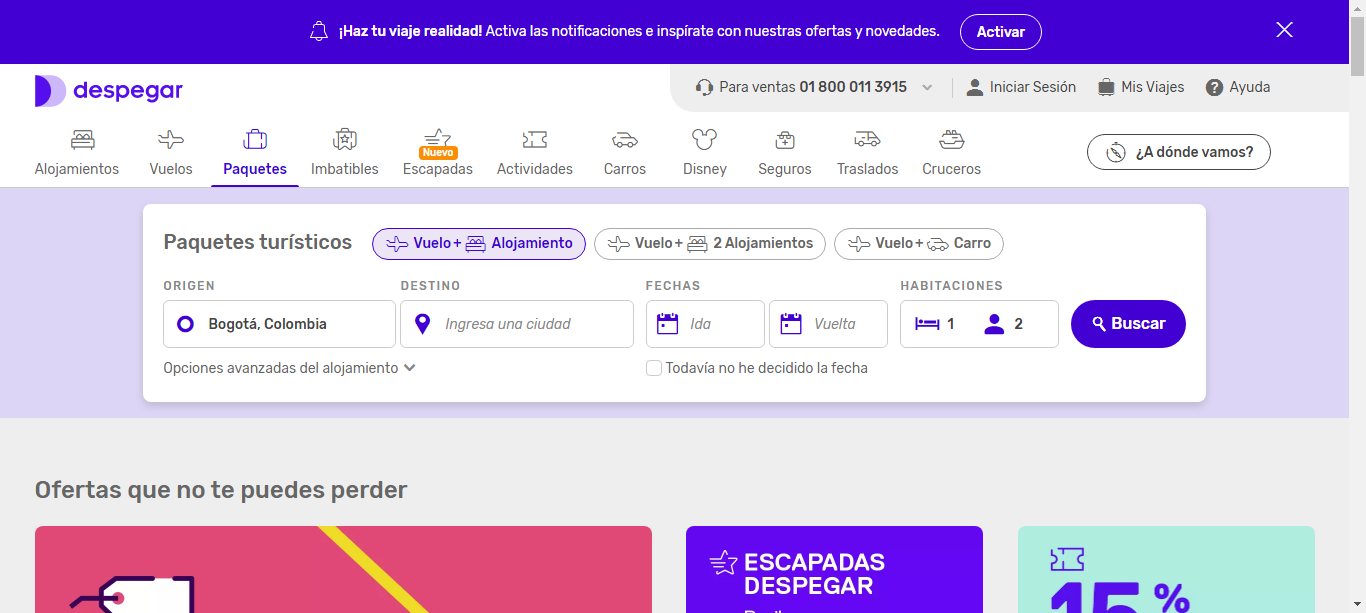 ¡Haz tu viaje realidad! Activa las notificaciones e inspírate con nuestras ofertas y novedades.
Activar
despegar
Para ventas 01 800 011 3915
Iniciar Sesión
Mis Viajes
? Ayuda
Alojamientos
Vuelos
Paquetes
Imbatibles
Nuevo
Escapadas
Actividades
Carros
Disney
Seguros
Traslados
Cruceros
¿A dónde vamos?
Paquetes turísticos
Vuelo + Alojamiento
Vuelo + 2 Alojamientos
Vuelo + Carro
ORIGEN
DESTINO
FECHAS
HABITACIONES
Bogotá, Colombia
Ingresa una ciudad
Ida
Vuelta
1
2
Buscar
Opciones avanzadas del alojamiento
Todavía no he decidido la fecha
Ofertas que no te puedes perder
ESCAPADAS
DESPEGAR
15%